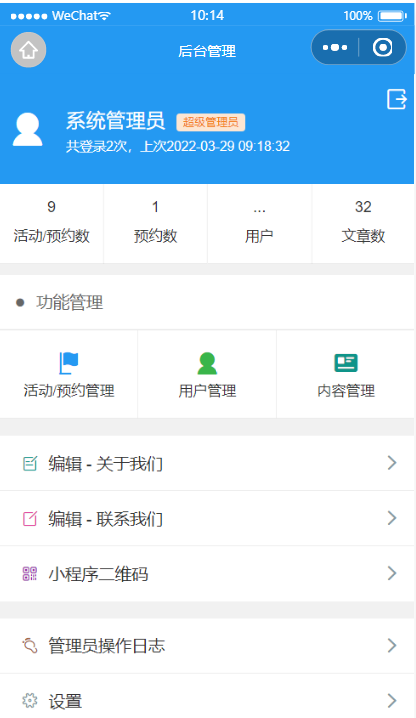 WeChat 10:14 100%
后台管理
系统管理员 超级管理员
共登录2次，上次2022-03-29 09:18:32
9 1 ... 32
活动/预约数 预约数 用户 文章数
功能管理
活动/预约管理 用户管理 内容管理
编辑 - 关于我们
编辑 - 联系我们
小程序二维码
管理员操作日志
设置